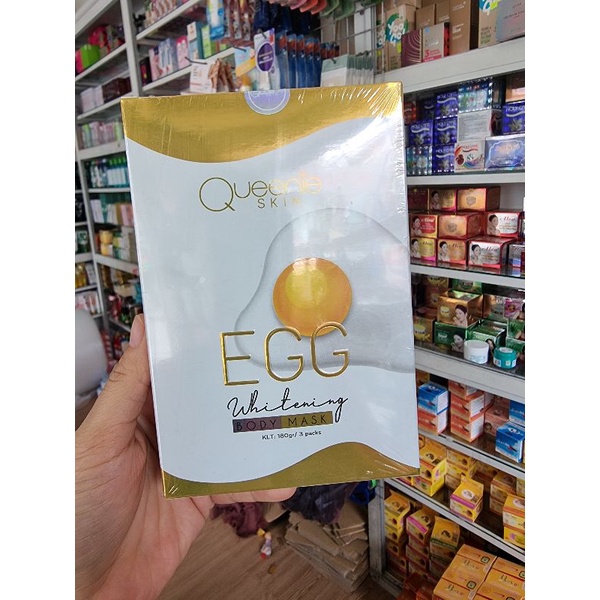 Queenie
SKIN
EGG
Whitening
BODY MASK
KLT: 180gr/ 3 packs